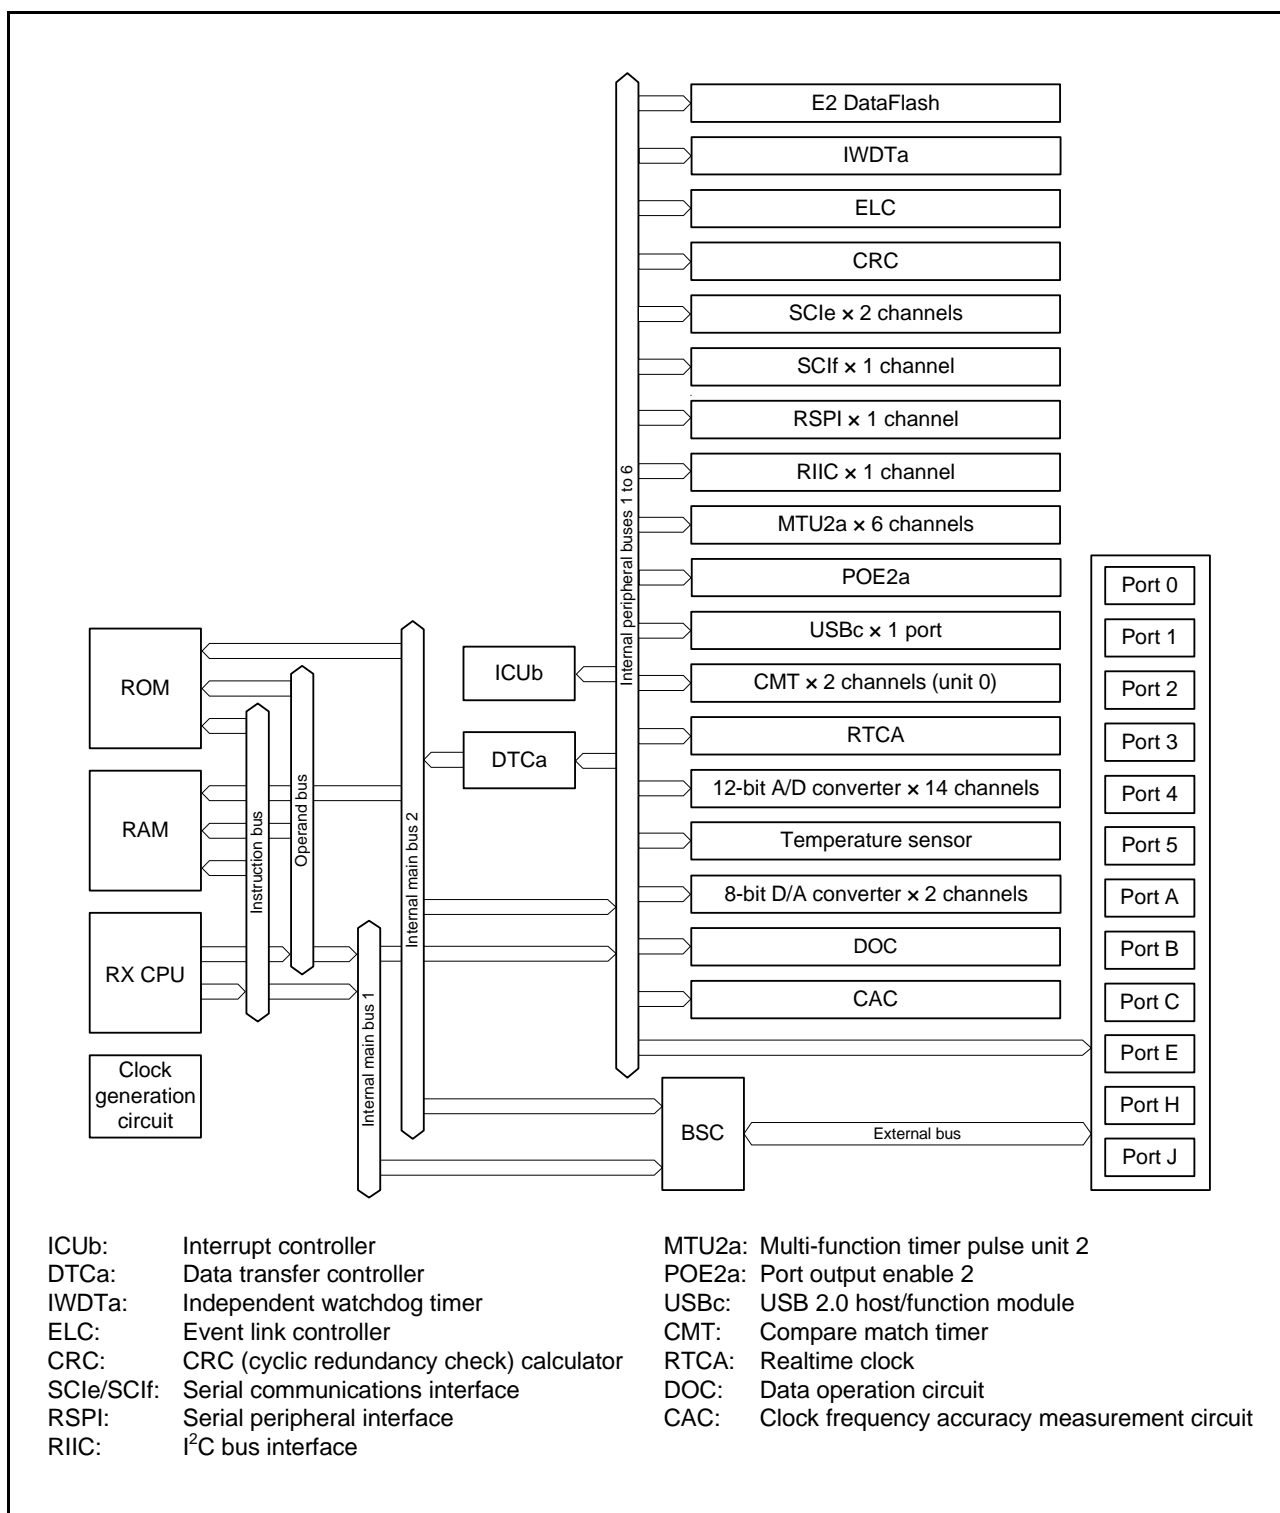 E2 DataFlash
IWDTa
ELC
CRC
SCIe × 2 channels
SCIf × 1 channel
RSPI × 1 channel
RIIC × 1 channel
MTU2a × 6 channels
POE2a
USBc × 1 port
CMT × 2 channels (unit 0)
RTCA
12-bit A/D converter × 14 channels
Temperature sensor
8-bit D/A converter × 2 channels
DOC
CAC
Internal peripheral buses 1 to 6
Port 0
Port 1
Port 2
Port 3
Port 4
Port 5
Port A
Port B
Port C
Port E
Port H
Port J
ICUb
DTCa
ROM
RAM
RX CPU
Clock
generation
circuit
Instruction bus
Operand bus
Internal main bus 1
Internal main bus 2
BSC
External bus
ICUb: Interrupt controller
DTCa: Data transfer controller
IWDTa: Independent watchdog timer
ELC: Event link controller
CRC: CRC (cyclic redundancy check) calculator
SCIe/SCIf: Serial communications interface
RSPI: Serial peripheral interface
RIIC: I²C bus interface
MTU2a: Multi-function timer pulse unit 2
POE2a: Port output enable 2
USBc: USB 2.0 host/function module
CMT: Compare match timer
RTCA: Realtime clock
DOC: Data operation circuit
CAC: Clock frequency accuracy measurement circuit